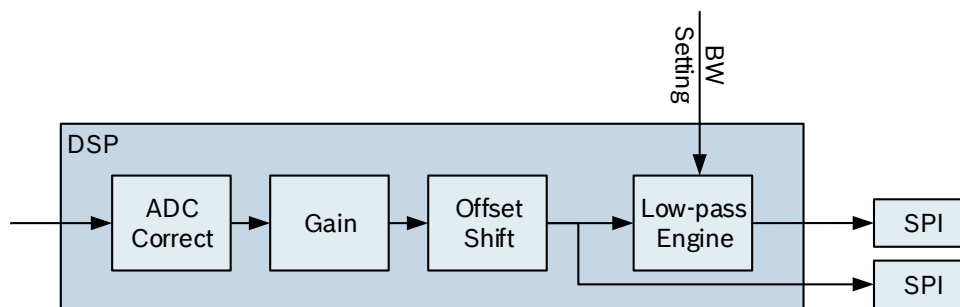 BW
Setting
DSP
ADC
Correct
Gain
Offset
Shift
Low-pass
Engine
SPI
SPI